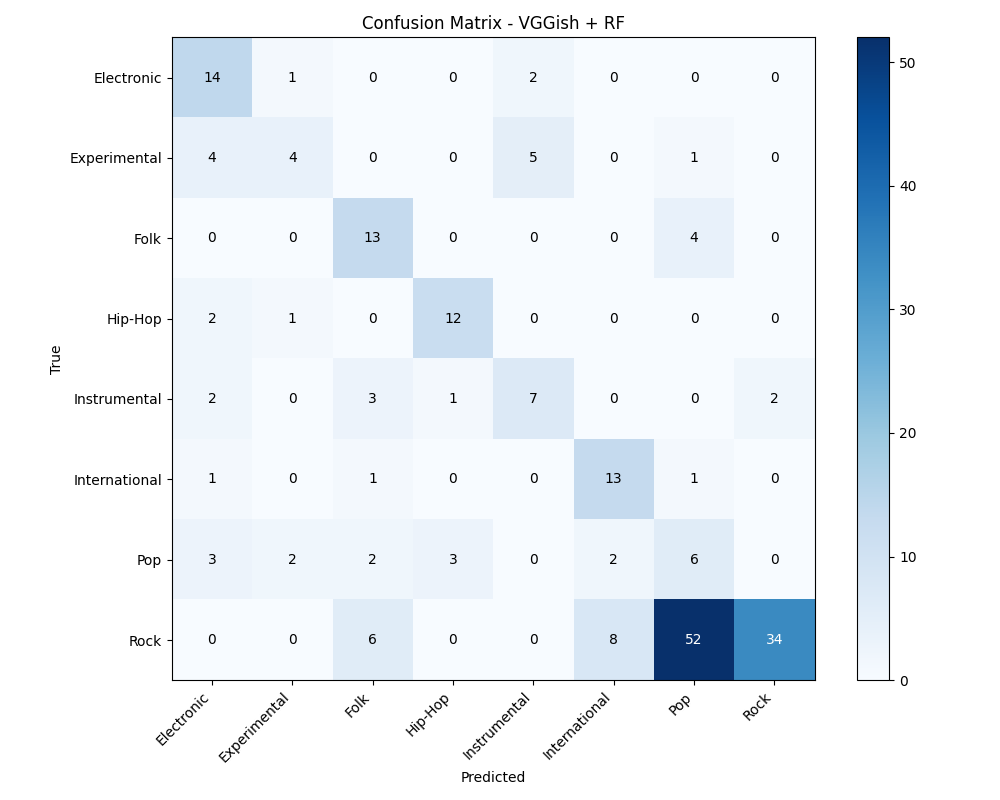 Confusion Matrix - VGGish + RF
True
Electronic 14 1 0 0 2 0 0 0
Experimental 4 4 0 0 5 0 1 0
Folk 0 0 13 0 0 0 4 0
Hip-Hop 2 1 0 12 0 0 0 0
Instrumental 2 0 3 1 7 0 0 2
International 1 0 1 0 0 13 1 0
Pop 3 2 2 3 0 2 6 0
Rock 0 0 6 0 0 8 52 34
Electronic Experimental Folk Hip-Hop Instrumental International Pop Rock
Predicted
50
40
30
20
10
0